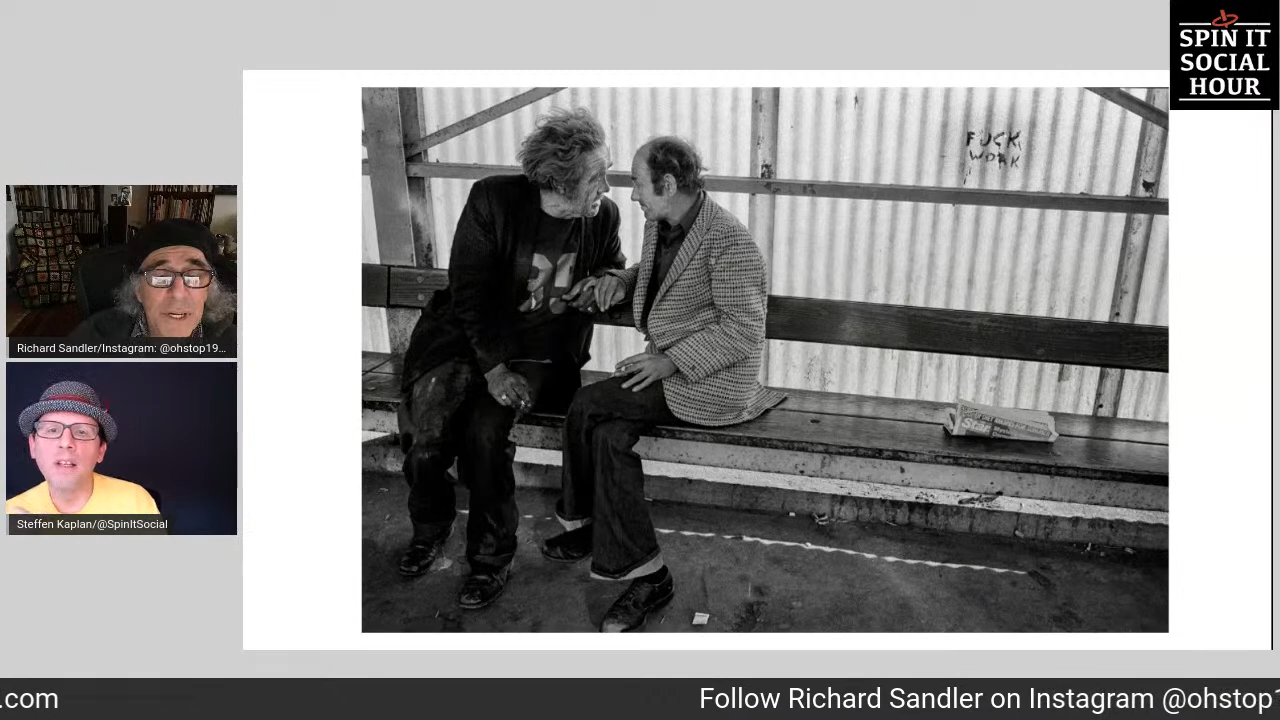 SPIN IT
SOCIAL
HOUR
FUCK
WORK
Star
Richard Sandler/Instagram: @ohstop19...
Steffen Kaplan/@SpinItSocial
.com
Follow Richard Sandler on Instagram @ohstop1